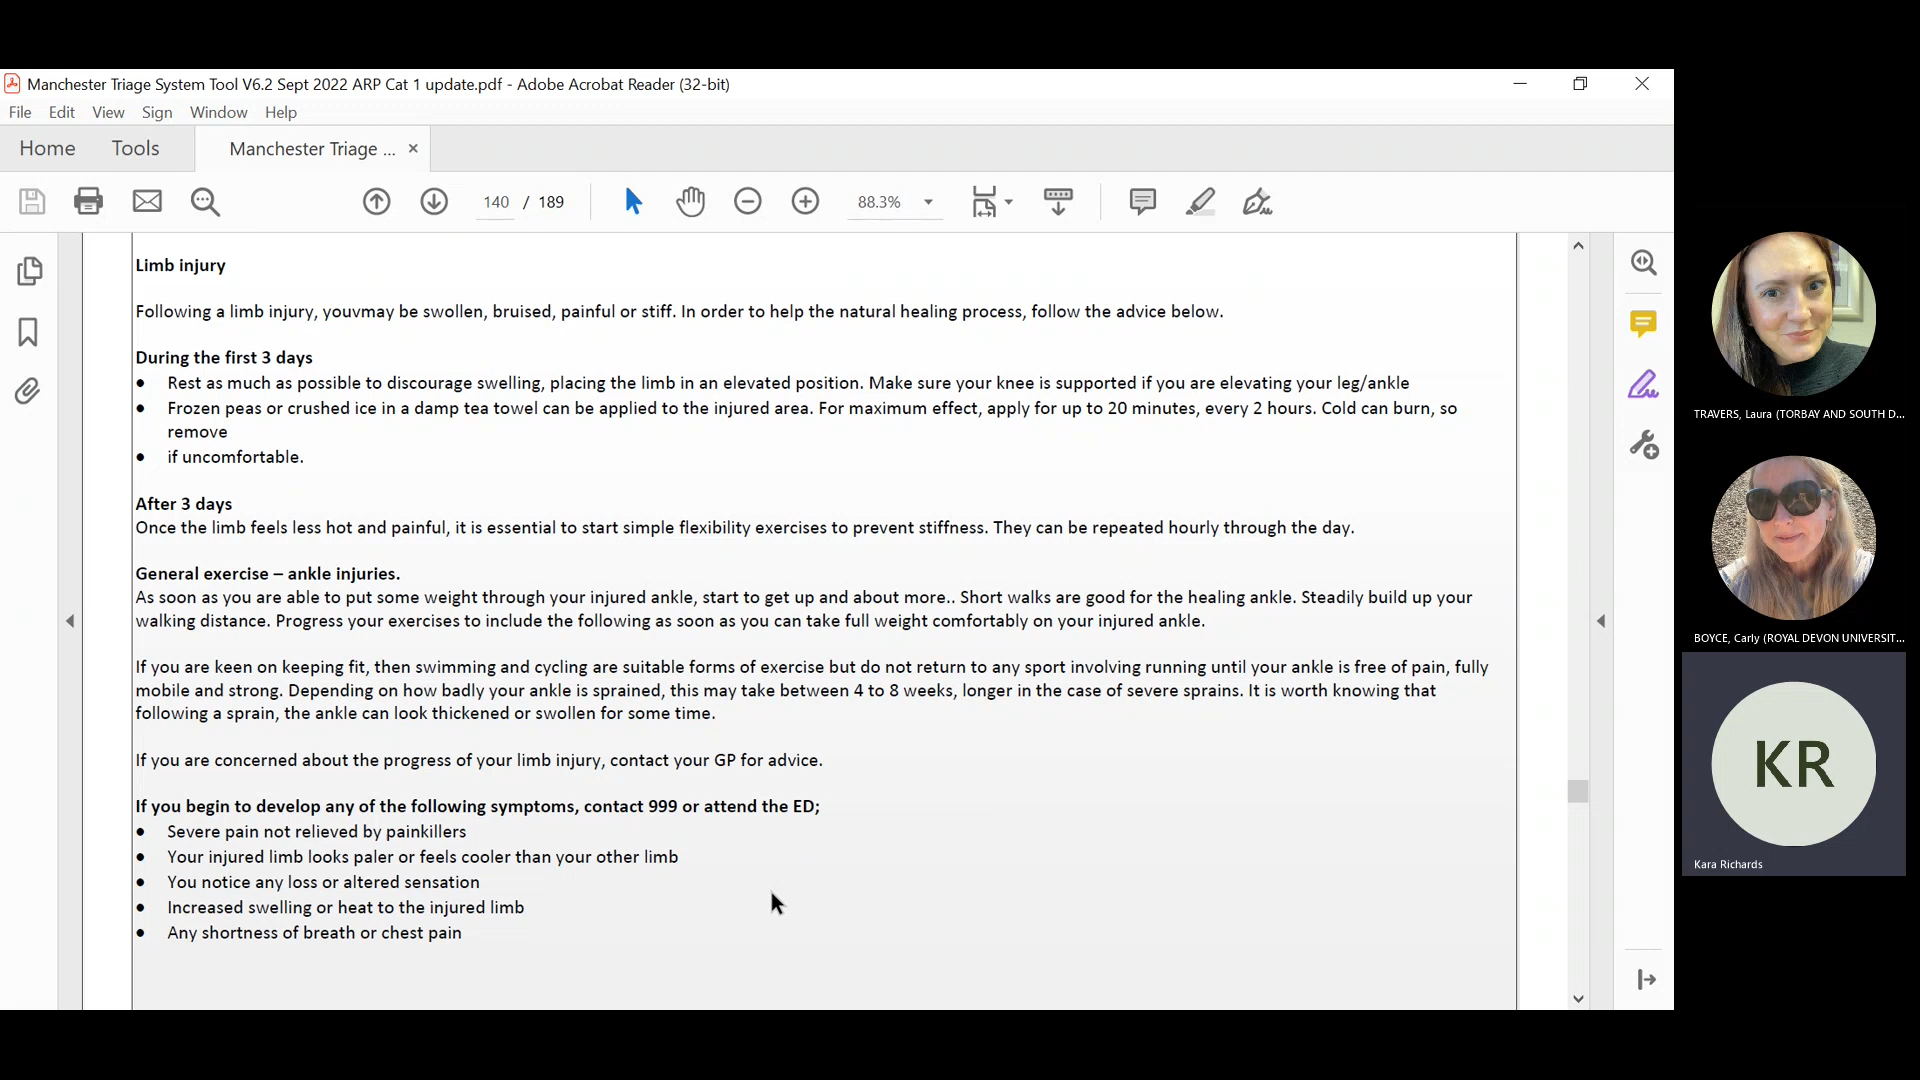 Manchester Triage System Tool V6.2 Sept 2022 ARP Cat 1 update.pdf - Adobe Acrobat Reader (32-bit)
File Edit View Sign Window Help
Home Tools Manchester Triage ... ×
140 / 189 88.3%
Limb injury
Following a limb injury, youvmay be swollen, bruised, painful or stiff. In order to help the natural healing process, follow the advice below.
During the first 3 days
● Rest as much as possible to discourage swelling, placing the limb in an elevated position. Make sure your knee is supported if you are elevating your leg/ankle
● Frozen peas or crushed ice in a damp tea towel can be applied to the injured area. For maximum effect, apply for up to 20 minutes, every 2 hours. Cold can burn, so
remove
● if uncomfortable.
After 3 days
Once the limb feels less hot and painful, it is essential to start simple flexibility exercises to prevent stiffness. They can be repeated hourly through the day.
General exercise – ankle injuries.
As soon as you are able to put some weight through your injured ankle, start to get up and about more.. Short walks are good for the healing ankle. Steadily build up your
walking distance. Progress your exercises to include the following as soon as you can take full weight comfortably on your injured ankle.
If you are keen on keeping fit, then swimming and cycling are suitable forms of exercise but do not return to any sport involving running until your ankle is free of pain, fully
mobile and strong. Depending on how badly your ankle is sprained, this may take between 4 to 8 weeks, longer in the case of severe sprains. It is worth knowing that
following a sprain, the ankle can look thickened or swollen for some time.
If you are concerned about the progress of your limb injury, contact your GP for advice.
If you begin to develop any of the following symptoms, contact 999 or attend the ED;
● Severe pain not relieved by painkillers
● Your injured limb looks paler or feels cooler than your other limb
● You notice any loss or altered sensation
● Increased swelling or heat to the injured limb
● Any shortness of breath or chest pain
TRAVERS, Laura (TORBAY AND SOUTH D...
BOYCE, Carly (ROYAL DEVON UNIVERSIT...
KR
Kara Richards